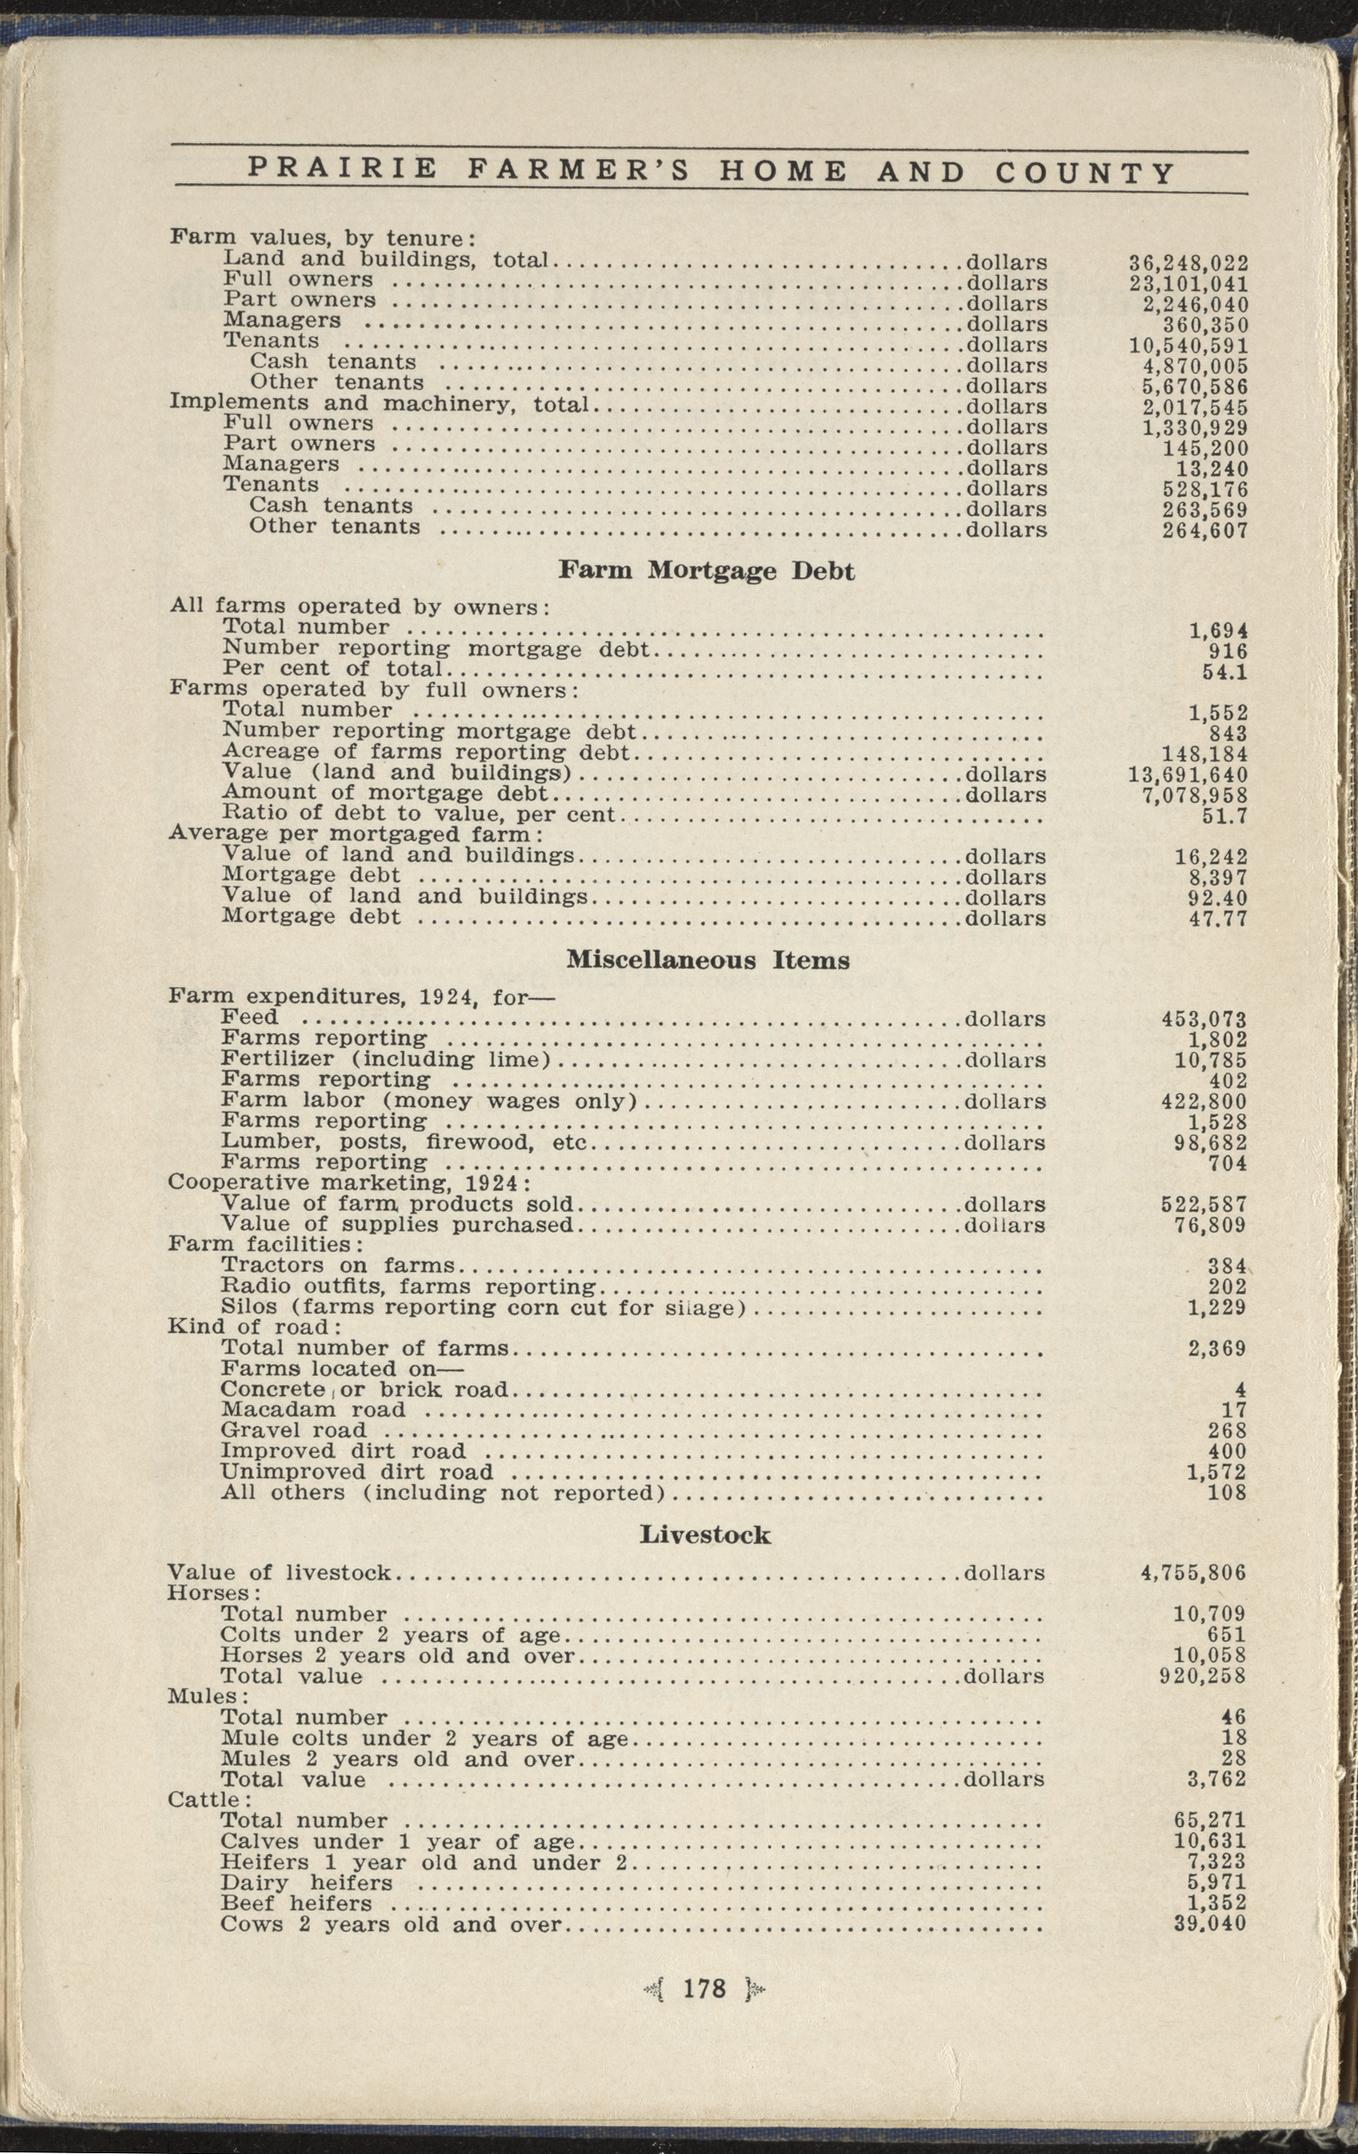 PRAIRIE FARMER'S HOME AND COUNTY
Farm values, by tenure:
Land and buildings, total..............................dollars 36,248,022
Full owners ..........................................dollars 23,101,041
Part owners ..........................................dollars 2,246,040
Managers ............................................dollars 360,350
Tenants ..............................................dollars 10,540,591
Cash tenants .......................................dollars 4,870,005
Other tenants ......................................dollars 5,670,586
Implements and machinery, total...........................dollars 2,017,545
Full owners ..........................................dollars 1,330,929
Part owners ..........................................dollars 145,200
Managers .............................................dollars 13,240
Tenants ..............................................dollars 528,176
Cash tenants .......................................dollars 263,569
Other tenants ......................................dollars 264,607
Farm Mortgage Debt
All farms operated by owners:
Total number ............................................... 1,694
Number reporting mortgage debt............................. 916
Per cent of total............................................ 54.1
Farms operated by full owners:
Total number ............................................... 1,552
Number reporting mortgage debt.............................. 843
Acreage of farms reporting debt.............................. 148,184
Value (land and buildings)............................dollars 13,691,640
Amount of mortgage debt..............................dollars 7,078,958
Ratio of debt to value, per cent............................... 51.7
Average per mortgaged farm:
Value of land and buildings............................dollars 16,242
Mortgage debt ........................................dollars 8,397
Value of land and buildings...........................dollars 92.40
Mortgage debt ........................................dollars 47.77
Miscellaneous Items
Farm expenditures, 1924, for—
Feed .................................................dollars 453,073
Farms reporting ............................................ 1,802
Fertilizer (including lime)..............................dollars 10,785
Farms reporting ............................................ 402
Farm labor (money wages only)........................dollars 422,800
Farms reporting ............................................ 1,528
Lumber, posts, firewood, etc............................dollars 98,682
Farms reporting ............................................ 704
Cooperative marketing, 1924:
Value of farm products sold............................dollars 522,587
Value of supplies purchased............................dollars 76,809
Farm facilities:
Tractors on farms........................................... 384
Radio outfits, farms reporting................................. 202
Silos (farms reporting corn cut for silage)...................... 1,229
Kind of road:
Total number of farms....................................... 2,369
Farms located on—
Concrete or brick road....................................... 4
Macadam road .............................................. 17
Gravel road ................................................. 268
Improved dirt road ......................................... 400
Unimproved dirt road ....................................... 1,572
All others (including not reported)............................ 108
Livestock
Value of livestock..........................................dollars 4,755,806
Horses:
Total number ............................................... 10,709
Colts under 2 years of age................................... 651
Horses 2 years old and over.................................. 10,058
Total value ...........................................dollars 920,258
Mules:
Total number ............................................... 46
Mule colts under 2 years of age............................... 18
Mules 2 years old and over.................................. 28
Total value ..........................................dollars 3,762
Cattle:
Total number ............................................... 65,271
Calves under 1 year of age.................................. 10,631
Heifers 1 year old and under 2............................... 7,323
Dairy heifers .............................................. 5,971
Beef heifers ................................................ 1,352
Cows 2 years old and over................................... 39.040
178